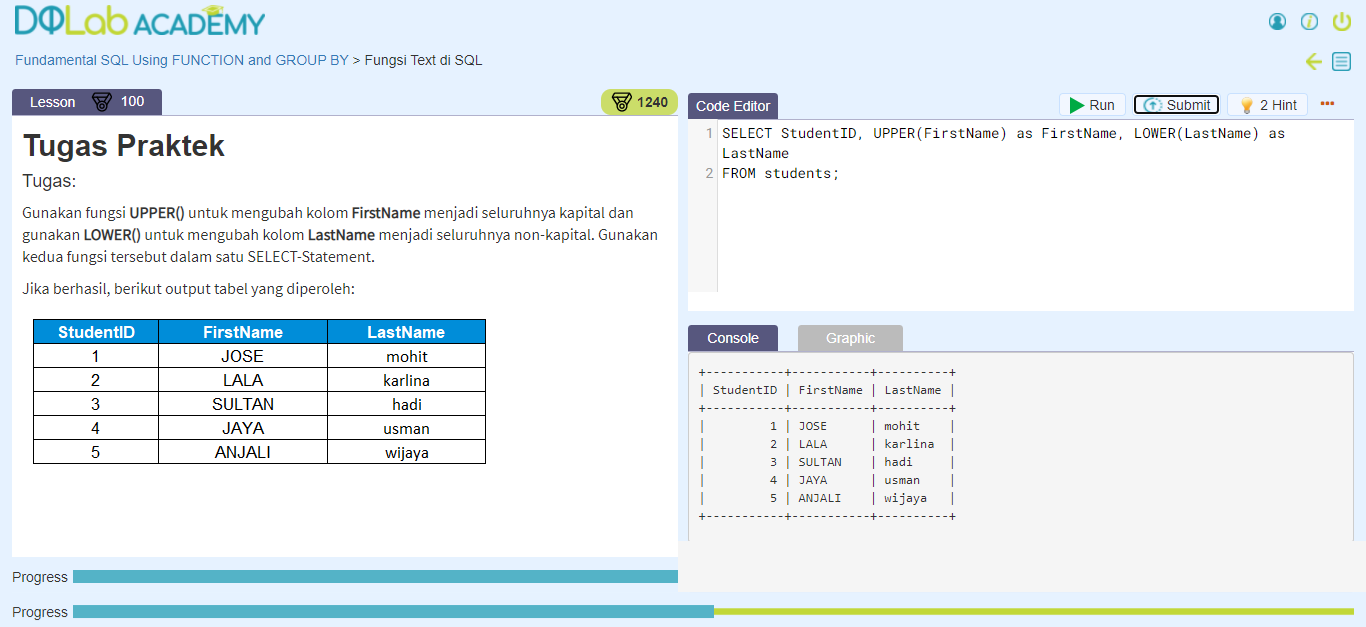 DQLab ACADEMY
Fundamental SQL Using FUNCTION and GROUP BY > Fungsi Text di SQL
Lesson 100
1240
Tugas Praktek
Tugas:
Gunakan fungsi UPPER() untuk mengubah kolom FirstName menjadi seluruhnya kapital dan
gunakan LOWER() untuk mengubah kolom LastName menjadi seluruhnya non-kapital. Gunakan
kedua fungsi tersebut dalam satu SELECT-Statement.
Jika berhasil, berikut output tabel yang diperoleh:
StudentID FirstName LastName
1 JOSE mohit
2 LALA karlina
3 SULTAN hadi
4 JAYA usman
5 ANJALI wijaya
Code Editor Run Submit 2 Hint
1 SELECT StudentID, UPPER(FirstName) as FirstName, LOWER(LastName) as
LastName
2 FROM students;
Console Graphic
+-----------+-----------+----------+
| StudentID | FirstName | LastName |
+-----------+-----------+----------+
| 1 | JOSE | mohit |
| 2 | LALA | karlina |
| 3 | SULTAN | hadi |
| 4 | JAYA | usman |
| 5 | ANJALI | wijaya |
+-----------+-----------+----------+
Progress
Progress